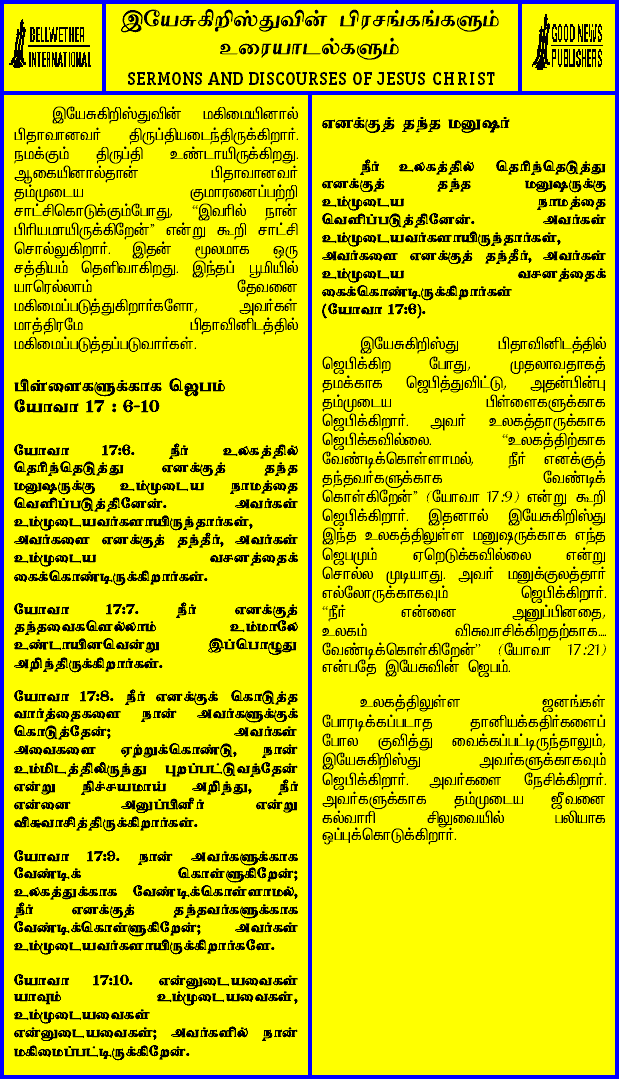 BELLWETHER
INTERNATIONAL
இயேசுகிறிஸ்துவின் பிரசங்கங்களும்
உரையாடல்களும்
SERMONS AND DISCOURSES OF JESUS CHRIST
GOOD NEWS
PUBLISHERS
இயேசுகிறிஸ்துவின் மகிமையினால்
பிதாவானவர் திருப்தியடைந்திருக்கிறார்.
நமக்கும் திருப்தி உண்டாயிருக்கிறது.
ஆகையினால்தான் பிதாவானவர்
தம்முடைய குமாரனைப்பற்றி
சாட்சிகொடுக்கும்போது, “இவரில் நான்
பிரியமாயிருக்கிறேன்” என்று கூறி சாட்சி
சொல்லுகிறார். இதன் மூலமாக ஒரு
சத்தியம் தெளிவாகிறது. இந்தப் பூமியில்
யாரெல்லாம் தேவனை
மகிமைப்படுத்துகிறார்களோ, அவர்கள்
மாத்திரமே பிதாவினிடத்தில்
மகிமைப்படுத்தப்படுவார்கள்.
பிள்ளைகளுக்காக ஜெபம்
யோவா 17 : 6-10
யோவா 17:6. நீர் உலகத்தில்
தெரிந்தெடுத்து எனக்குத் தந்த
மனுஷருக்கு உம்முடைய நாமத்தை
வெளிப்படுத்தினேன். அவர்கள்
உம்முடையவர்களாயிருந்தார்கள்,
அவர்களை எனக்குத் தந்தீர், அவர்கள்
உம்முடைய வசனத்தைக்
கைக்கொண்டிருக்கிறார்கள்.
யோவா 17:7. நீர் எனக்குத்
தந்தவைகளெல்லாம் உம்மாலே
உண்டாயினவென்று இப்பொழுது
அறிந்திருக்கிறார்கள்.
யோவா 17:8. நீர் எனக்குக் கொடுத்த
வார்த்தைகளை நான் அவர்களுக்குக்
கொடுத்தேன்; அவர்கள்
அவைகளை ஏற்றுக்கொண்டு, நான்
உம்மிடத்திலிருந்து புறப்பட்டுவந்தேன்
என்று நிச்சயமாய் அறிந்து, நீர்
என்னை அனுப்பினீர் என்று
விசுவாசித்திருக்கிறார்கள்.
யோவா 17:9. நான் அவர்களுக்காக
வேண்டிக் கொள்ளுகிறேன்;
உலகத்துக்காக வேண்டிக்கொள்ளாமல்,
நீர் எனக்குத் தந்தவர்களுக்காக
வேண்டிக்கொள்ளுகிறேன்; அவர்கள்
உம்முடையவர்களாயிருக்கிறார்களே.
யோவா 17:10. என்னுடையவைகள்
யாவும் உம்முடையவைகள்,
உம்முடையவைகள்
என்னுடையவைகள்; அவர்களில் நான்
மகிமைப்பட்டிருக்கிறேன்.
எனக்குத் தந்த மனுஷர்
நீர் உலகத்தில் தெரிந்தெடுத்து
எனக்குத் தந்த மனுஷருக்கு
உம்முடைய நாமத்தை
வெளிப்படுத்தினேன். அவர்கள்
உம்முடையவர்களாயிருந்தார்கள்,
அவர்களை எனக்குத் தந்தீர், அவர்கள்
உம்முடைய வசனத்தைக்
கைக்கொண்டிருக்கிறார்கள்
(யோவா 17:6).
இயேசுகிறிஸ்து பிதாவினிடத்தில்
ஜெபிக்கிற போது, முதலாவதாகத்
தமக்காக ஜெபித்துவிட்டு, அதன்பின்பு
தம்முடைய பிள்ளைகளுக்காக
ஜெபிக்கிறார். அவர் உலகத்தாருக்காக
ஜெபிக்கவில்லை. “உலகத்திற்காக
வேண்டிக்கொள்ளாமல், நீர் எனக்குத்
தந்தவர்களுக்காக வேண்டிக்
கொள்கிறேன்” (யோவா 17:9) என்று கூறி
ஜெபிக்கிறார். இதனால் இயேசுகிறிஸ்து
இந்த உலகத்திலுள்ள மனுஷருக்காக எந்த
ஜெபமும் ஏறெடுக்கவில்லை என்று
சொல்ல முடியாது. அவர் மனுக்குலத்தார்
எல்லோருக்காகவும் ஜெபிக்கிறார்.
“நீர் என்னை அனுப்பினதை,
உலகம் விசுவாசிக்கிறதற்காக...
வேண்டிக்கொள்கிறேன்” (யோவா 17:21)
என்பதே இயேசுவின் ஜெபம்.
உலகத்திலுள்ள ஜனங்கள்
போரடிக்கப்படாத தானியக்கதிர்களைப்
போல குவித்து வைக்கப்பட்டிருந்தாலும்,
இயேசுகிறிஸ்து அவர்களுக்காகவும்
ஜெபிக்கிறார். அவர்களை நேசிக்கிறார்.
அவர்களுக்காக தம்முடைய ஜீவனை
கல்வாரி சிலுவையில் பலியாக
ஒப்புக்கொடுக்கிறார்.